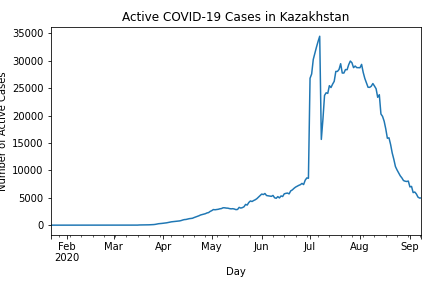 Active COVID-19 Cases in Kazakhstan
35000
30000
25000
20000
15000
10000
5000
0
Number of Active Cases
Feb Mar Apr May Jun Jul Aug Sep
2020
Day